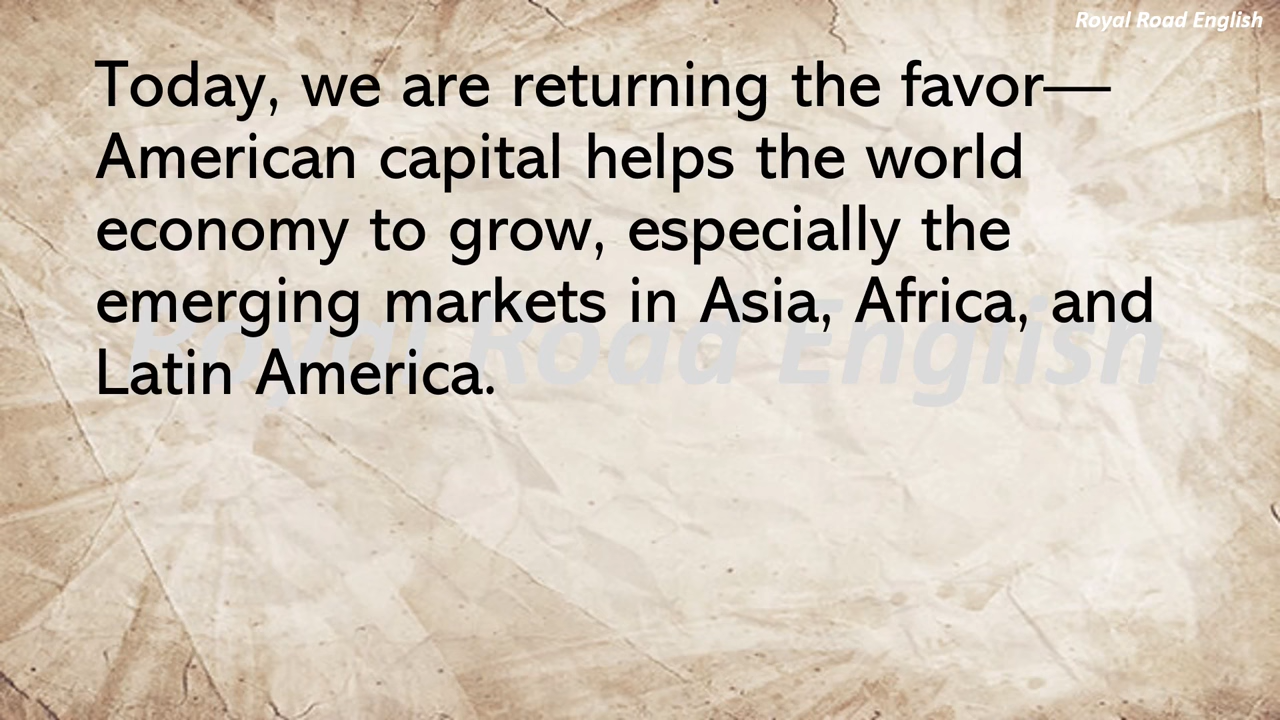 Royal Road English
Today, we are returning the favor—
American capital helps the world
economy to grow, especially the
emerging markets in Asia, Africa, and
Latin America.
Royal Road English